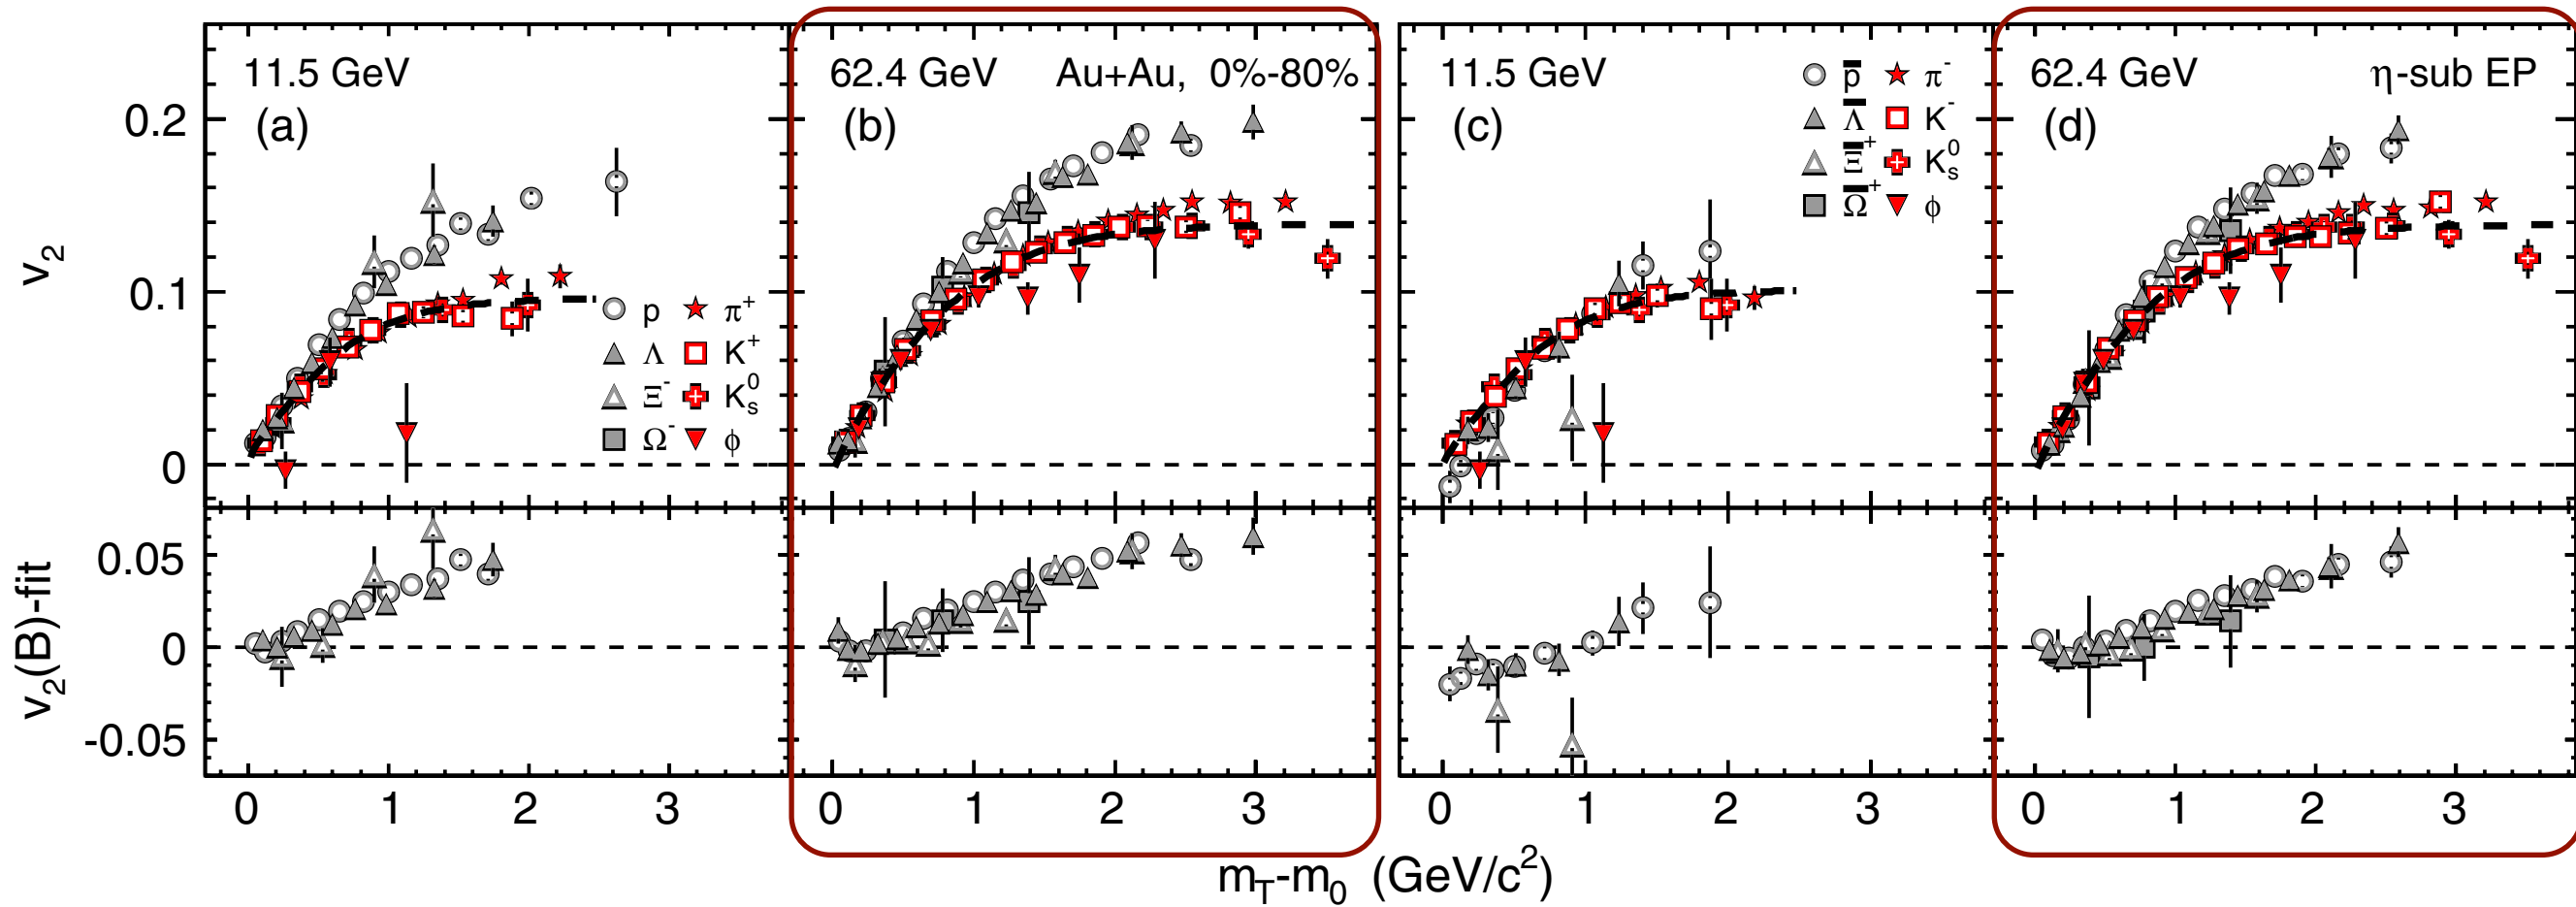 11.5 GeV
(a)
62.4 GeV Au+Au, 0%-80%
(b)
11.5 GeV
(c)
62.4 GeV η-sub EP
(d)
p π⁺
Λ K⁺
Ξ⁻ K⁰ₛ
Ω⁻ φ
p̅ π⁻
Λ̅ K⁻
Ξ̅⁺ K⁰ₛ
Ω̅⁺ φ
v₂
0.2
0.1
0
v₂(B)-fit
0.05
0
-0.05
0 1 2 0 1 2 3 0 1 2 3 0 1 2 3
m_T-m₀ (GeV/c²)